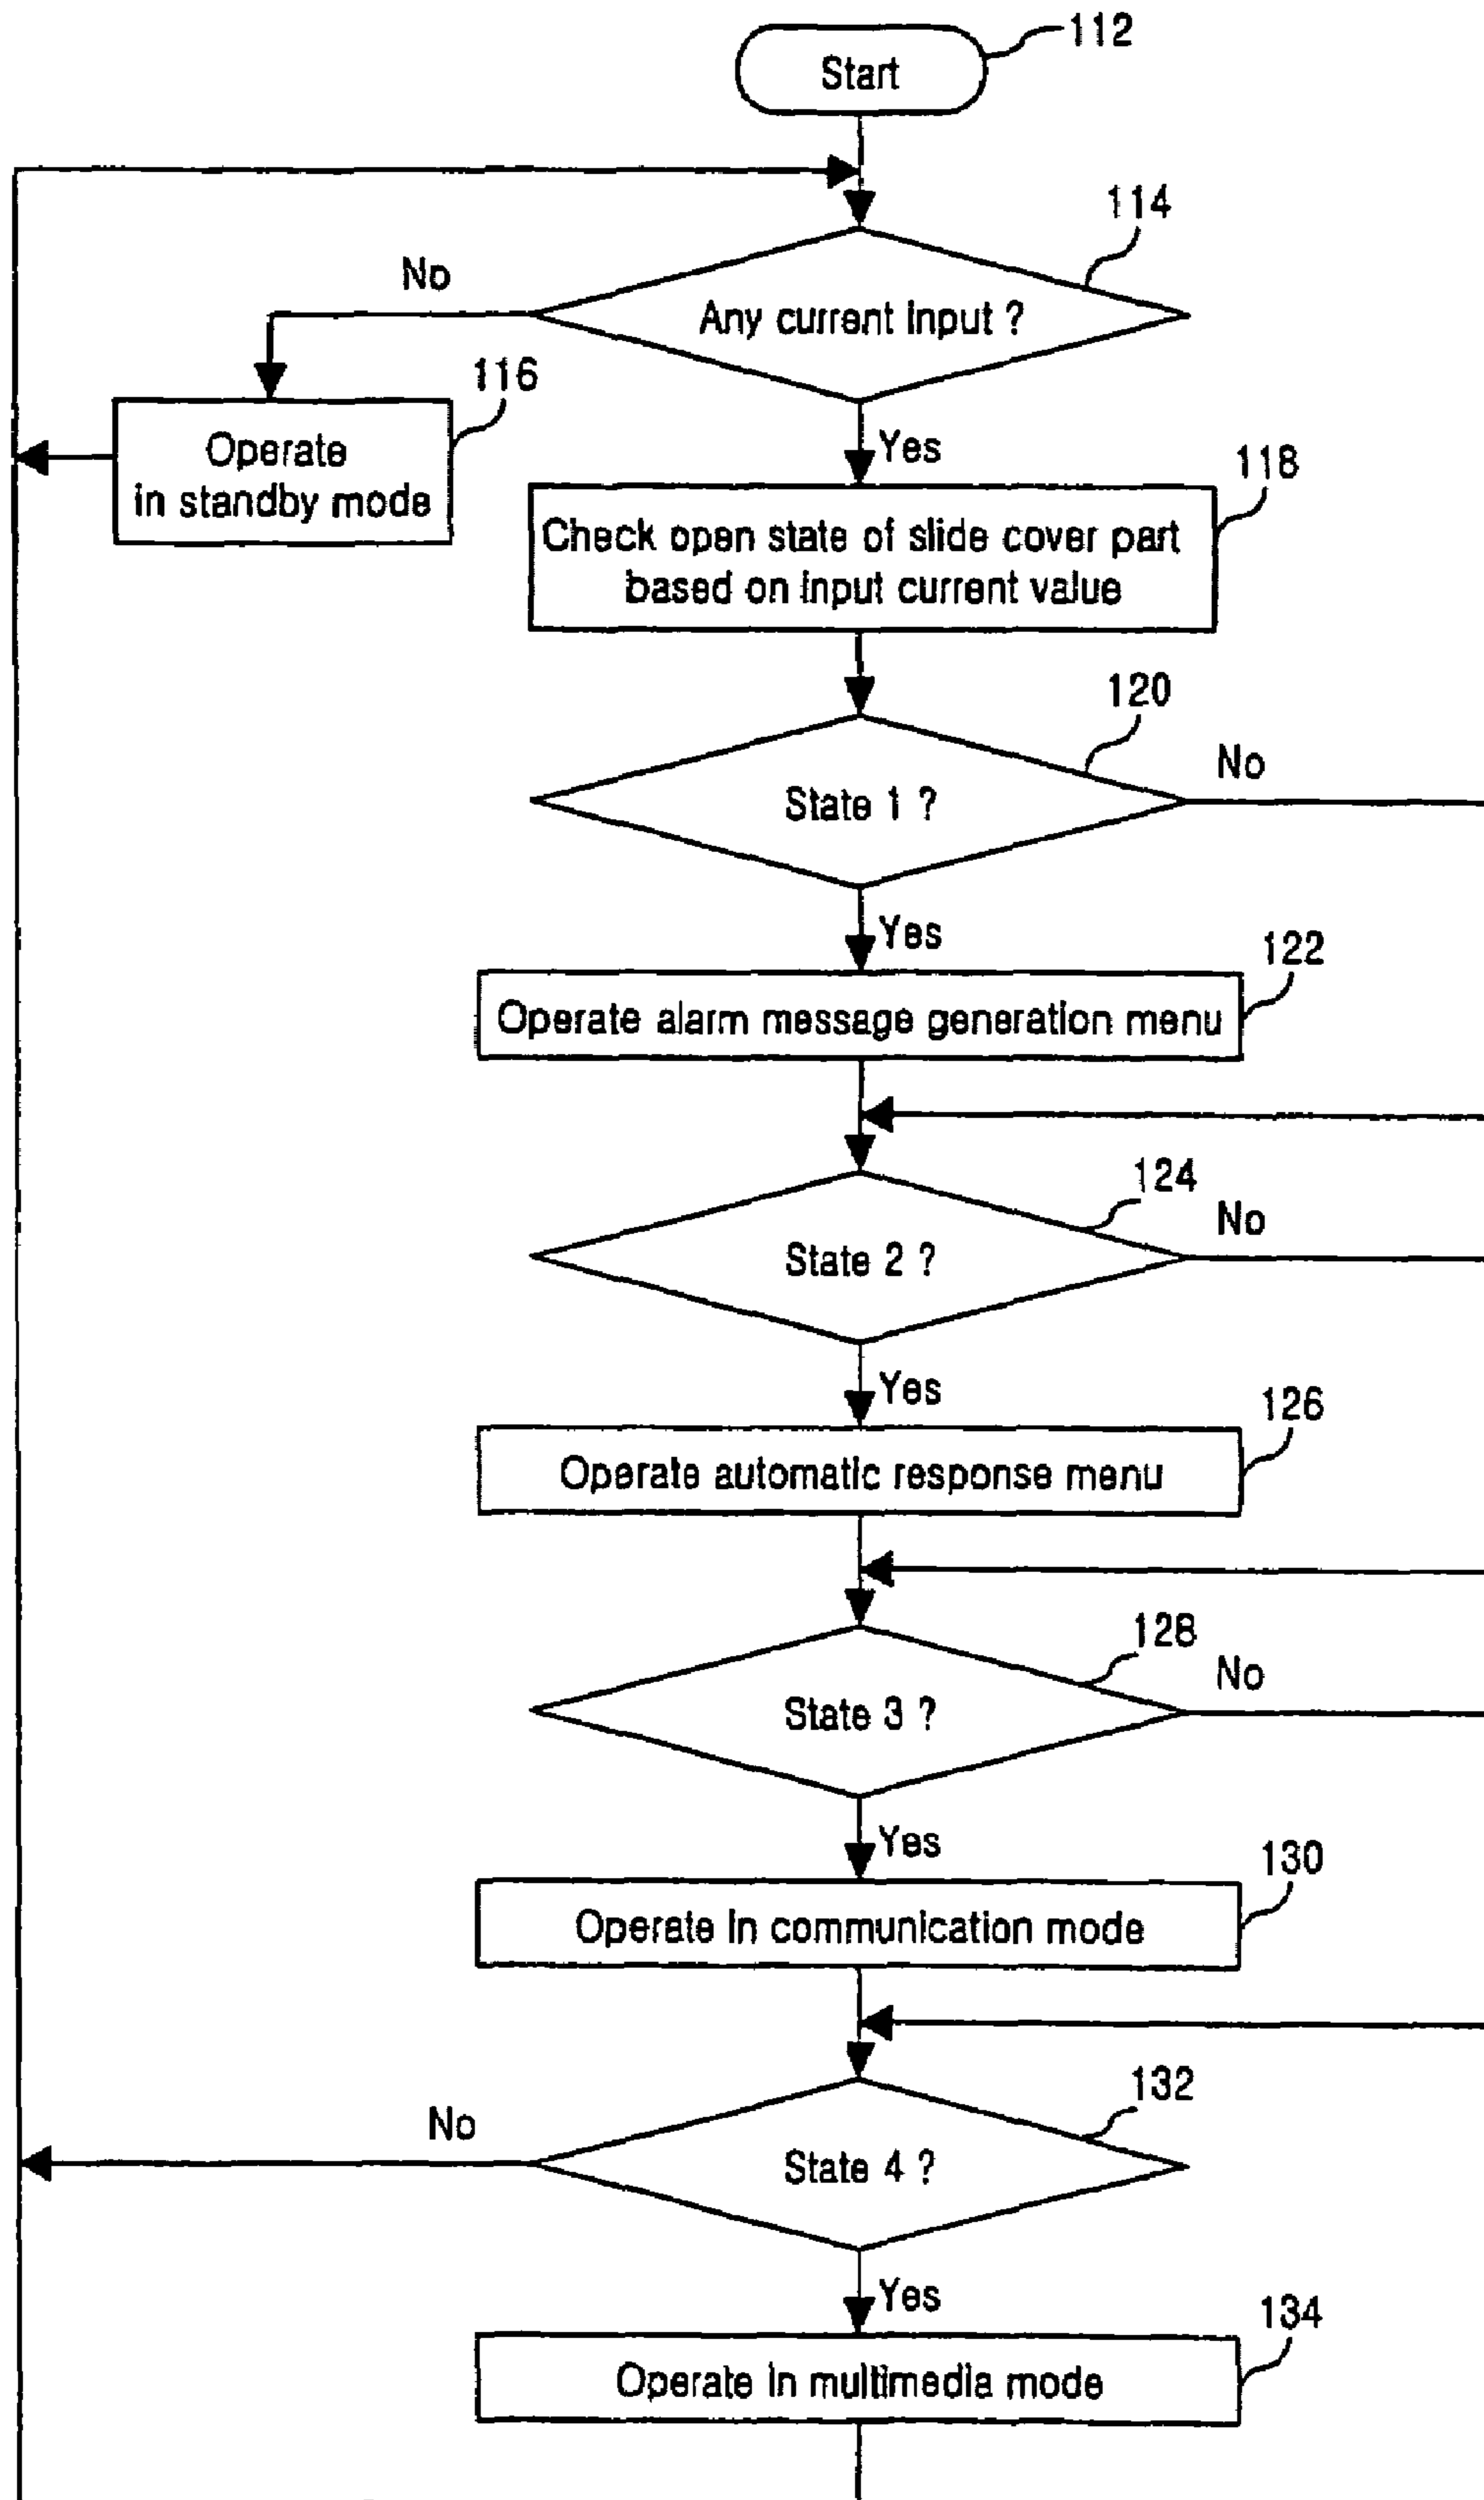 Start
112
114
No
Any current input ?
116
Operate
in standby mode
Yes
118
Check open state of slide cover part
based on input current value
120
No
State 1 ?
Yes
122
Operate alarm message generation menu
124
No
State 2 ?
Yes
126
Operate automatic response menu
128
No
State 3 ?
Yes
130
Operate in communication mode
132
No
State 4 ?
Yes
134
Operate in multimedia mode